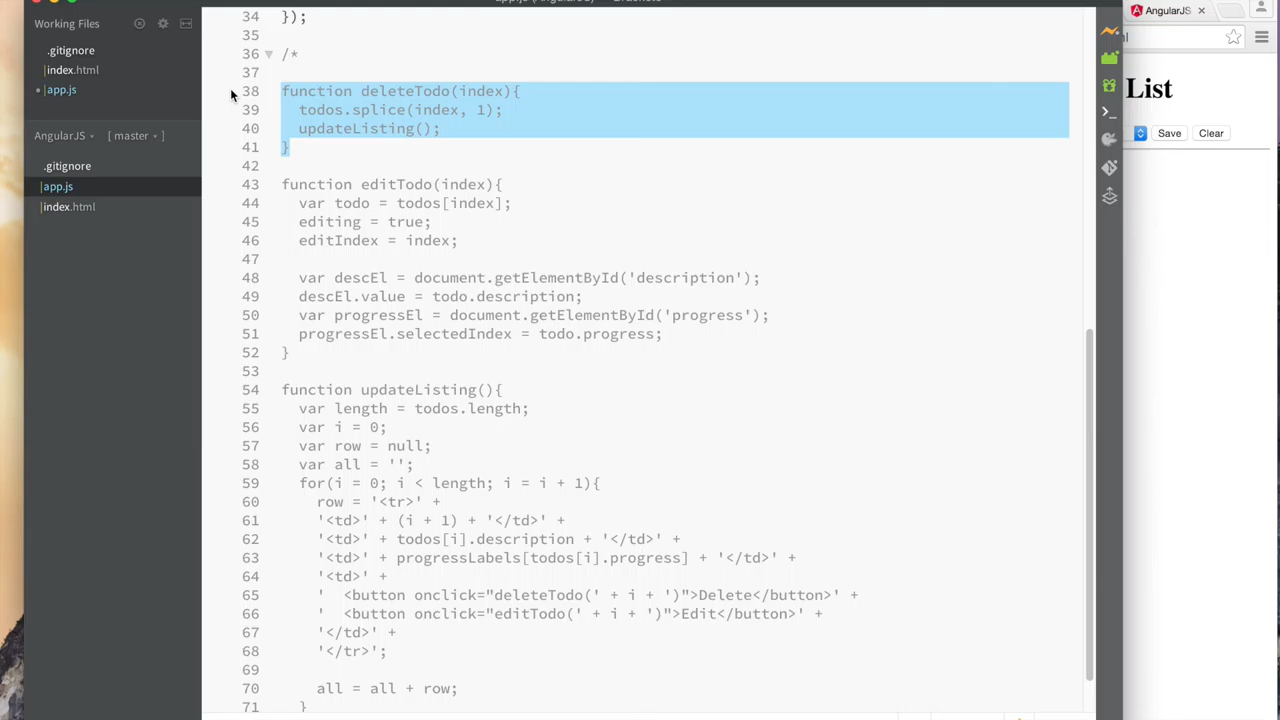 Working Files
.gitignore
index.html
app.js
AngularJS
[ master ]
.gitignore
app.js
index.html
34 });
35
36 /*
37
38 function deleteTodo(index){
39 todos.splice(index, 1);
40 updateListing();
41 }
42
43 function editTodo(index){
44 var todo = todos[index];
45 editing = true;
46 editIndex = index;
47
48 var descEl = document.getElementById('description');
49 descEl.value = todo.description;
50 var progressEl = document.getElementById('progress');
51 progressEl.selectedIndex = todo.progress;
52 }
53
54 function updateListing(){
55 var length = todos.length;
56 var i = 0;
57 var row = null;
58 var all = '';
59 for(i = 0; i < length; i = i + 1){
60 row = '<tr>' +
61 '<td>' + (i + 1) + '</td>' +
62 '<td>' + todos[i].description + '</td>' +
63 '<td>' + progressLabels[todos[i].progress] + '</td>' +
64 '<td>' +
65 ' <button onclick="deleteTodo(' + i + ')">Delete</button>' +
66 ' <button onclick="editTodo(' + i + ')">Edit</button>' +
67 '</td>' +
68 '</tr>';
69
70 all = all + row;
71 }
AngularJS
List
Save
Clear